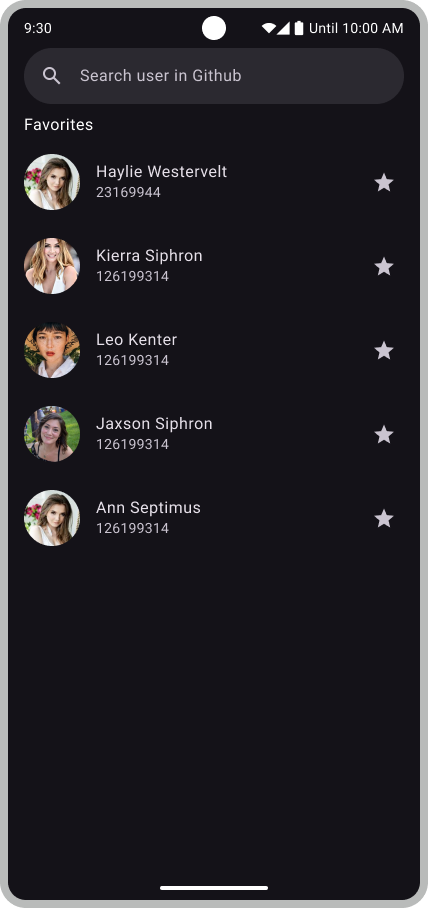 9:30
Until 10:00 AM
Search user in Github
Favorites
Haylie Westervelt
23169944
Kierra Siphron
126199314
Leo Kenter
126199314
Jaxson Siphron
126199314
Ann Septimus
126199314